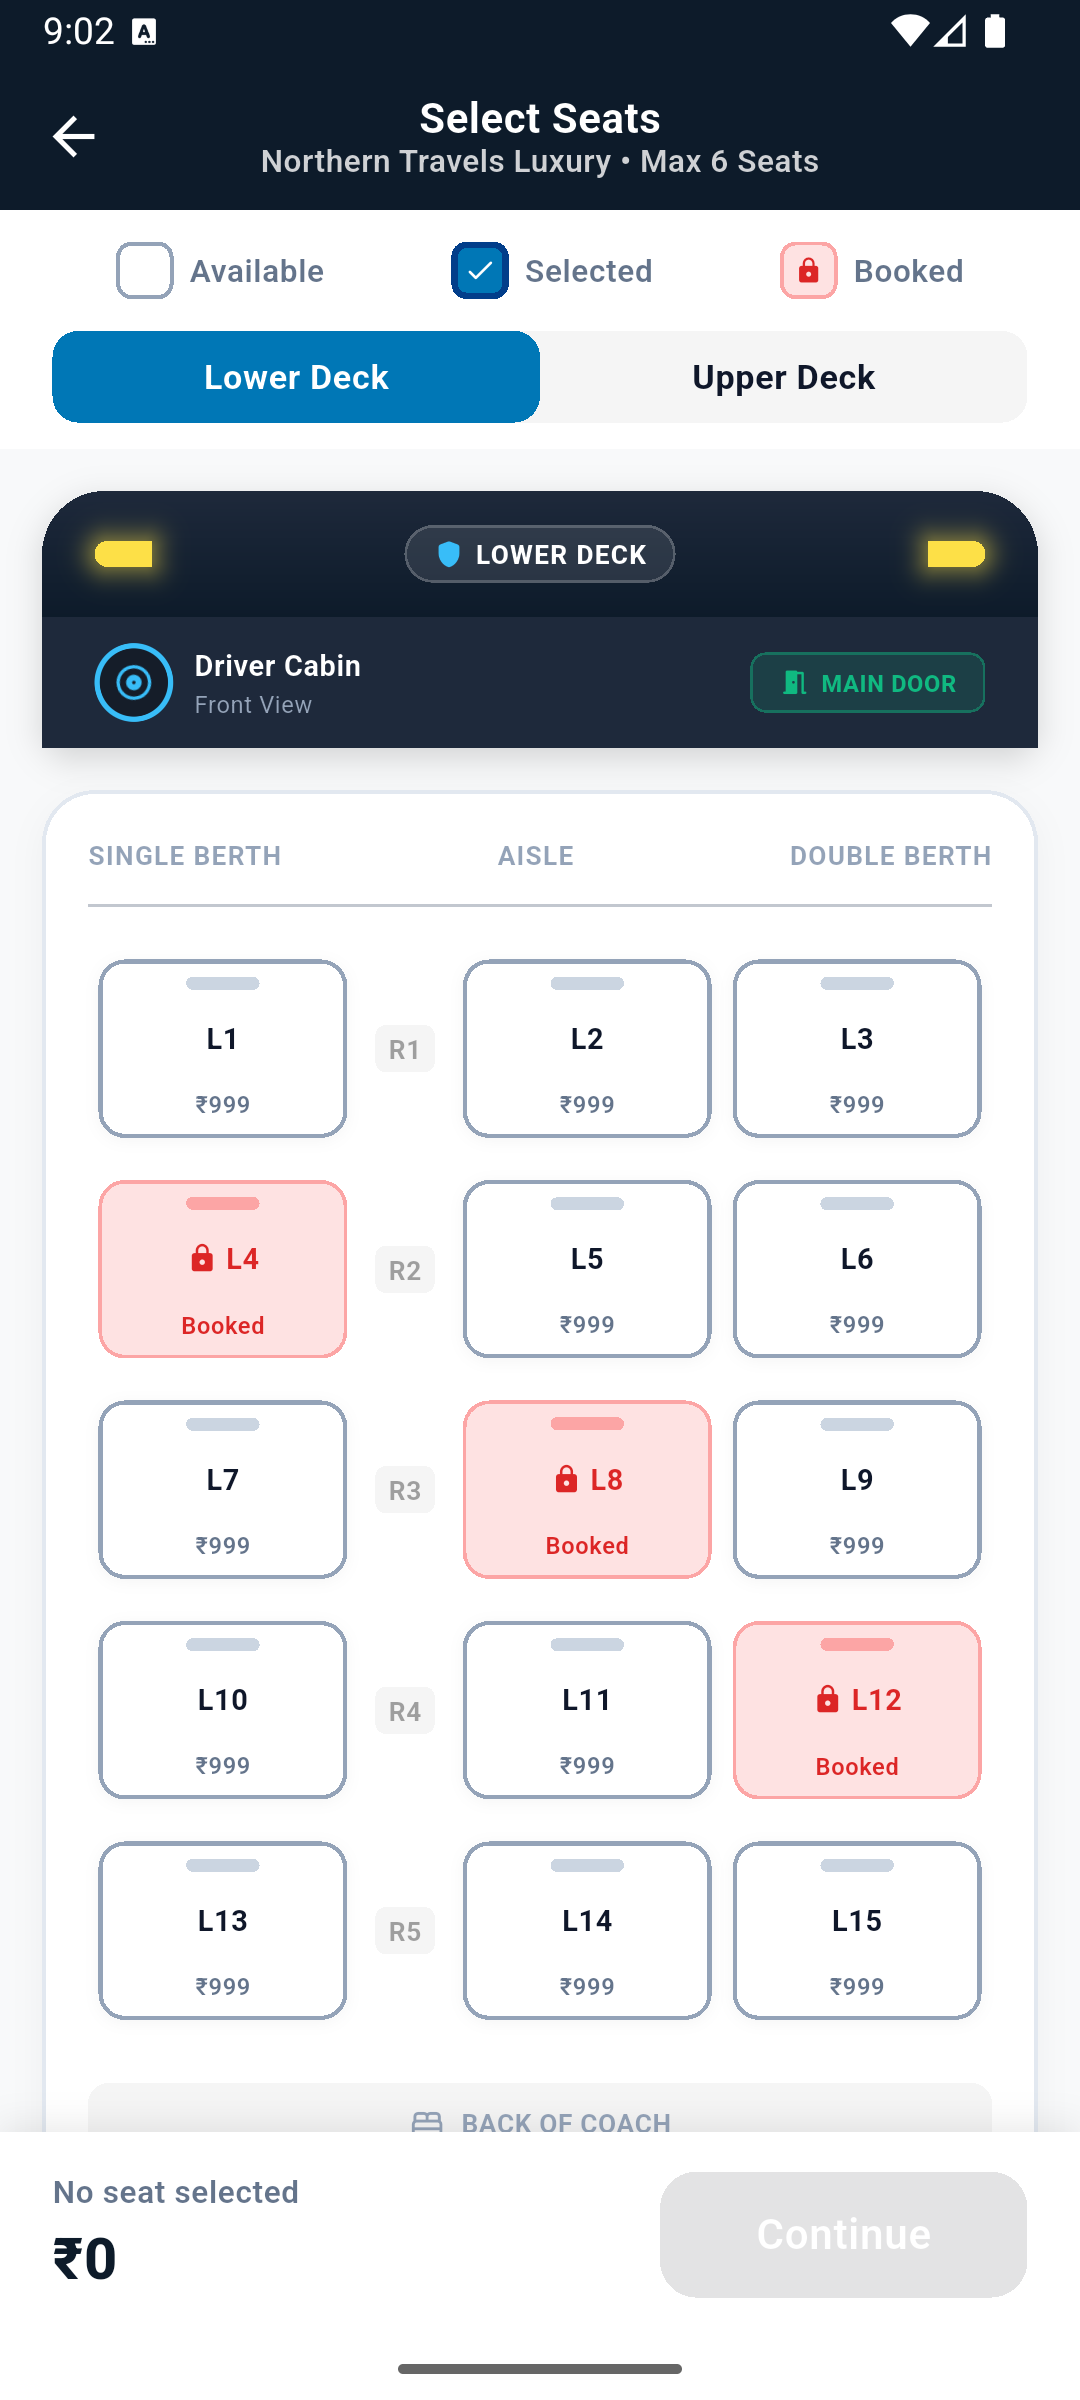 9:02
Select Seats
Northern Travels Luxury • Max 6 Seats
Available Selected Booked
Lower Deck Upper Deck
LOWER DECK
Driver Cabin
Front View
MAIN DOOR
SINGLE BERTH AISLE DOUBLE BERTH
L1 R1 L2 L3
₹999 ₹999 ₹999
L4 R2 L5 L6
Booked ₹999 ₹999
L7 R3 L8 L9
₹999 Booked ₹999
L10 R4 L11 L12
₹999 ₹999 Booked
L13 R5 L14 L15
₹999 ₹999 ₹999
BACK OF COACH
No seat selected
₹0
Continue